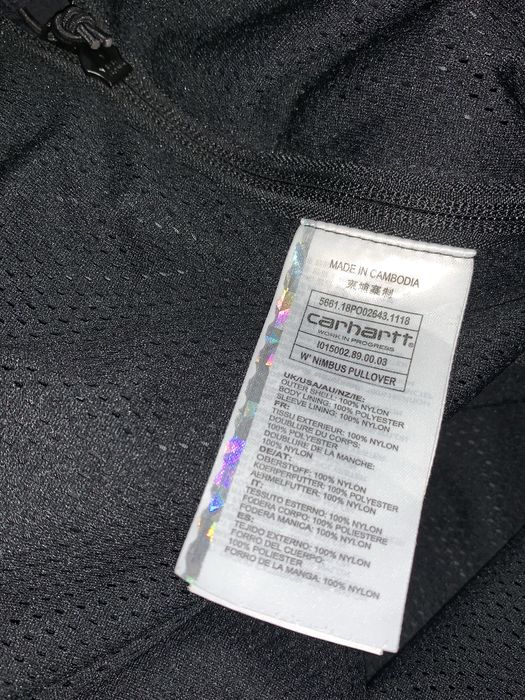 MADE IN CAMBODIA
柬埔寨制
5661.18PO02643.1118
carhartt®
WORK IN PROGRESS
I015002.89.00.03
W' NIMBUS PULLOVER
UK/USA/AU/NZ/IE:
OUTER SHELL: 100% NYLON
BODY LINING: 100% POLYESTER
SLEEVE LINING: 100% NYLON
FR:
TISSU EXTERIEUR: 100% NYLON
DOUBLURE DU CORPS:
100% POLYESTER
DOUBLURE DE LA MANCHE:
100% NYLON
DE/AT:
OBERSTOFF: 100% NYLON
KOERPERFUTTER: 100% POLYESTER
AERMELFUTTER: 100% NYLON
IT:
TESSUTO ESTERNO: 100% NYLON
FODERA CORPO: 100% POLIESTERE
FODERA MANICA: 100% NYLON
ES:
TEJIDO EXTERNO: 100% NYLON
TORRO DEL CUERPO:
100% POLIESTER
FORRO DE LA MANGA: 100% NYLON